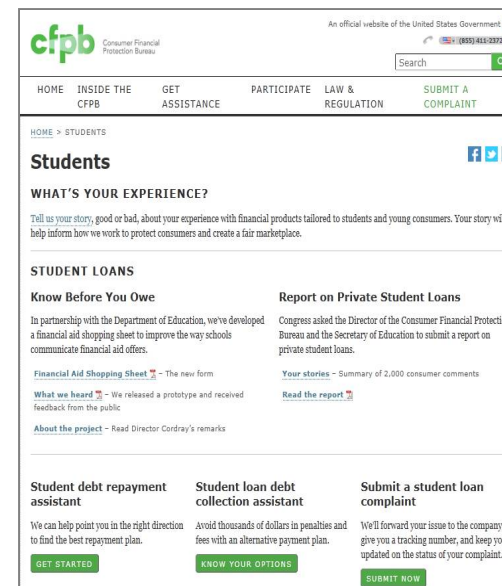 An official website of the United States Government
cfpb Consumer Financial
Protection Bureau
(855) 411-2372
Search
HOME INSIDE THE CFPB GET ASSISTANCE PARTICIPATE LAW & REGULATION SUBMIT A COMPLAINT
HOME > STUDENTS
Students
WHAT'S YOUR EXPERIENCE?
Tell us your story, good or bad, about your experience with financial products tailored to students and young consumers. Your story wil
help inform how we work to protect consumers and create a fair marketplace.
STUDENT LOANS
Know Before You Owe
In partnership with the Department of Education, we've developed
a financial aid shopping sheet to improve the way schools
communicate financial aid offers.
Financial Aid Shopping Sheet – The new form
What we heard – We released a prototype and received
feedback from the public
About the project – Read Director Cordray's remarks
Report on Private Student Loans
Congress asked the Director of the Consumer Financial Protecti
Bureau and the Secretary of Education to submit a report on
private student loans.
Your stories – Summary of 2,000 consumer comments
Read the report
Student debt repayment
assistant
We can help point you in the right direction
to find the best repayment plan.
GET STARTED
Student loan debt
collection assistant
Avoid thousands of dollars in penalties and
fees with an alternative payment plan.
KNOW YOUR OPTIONS
Submit a student loan
complaint
We'll forward your issue to the company
give you a tracking number, and keep yo
updated on the status of your complaint.
SUBMIT NOW